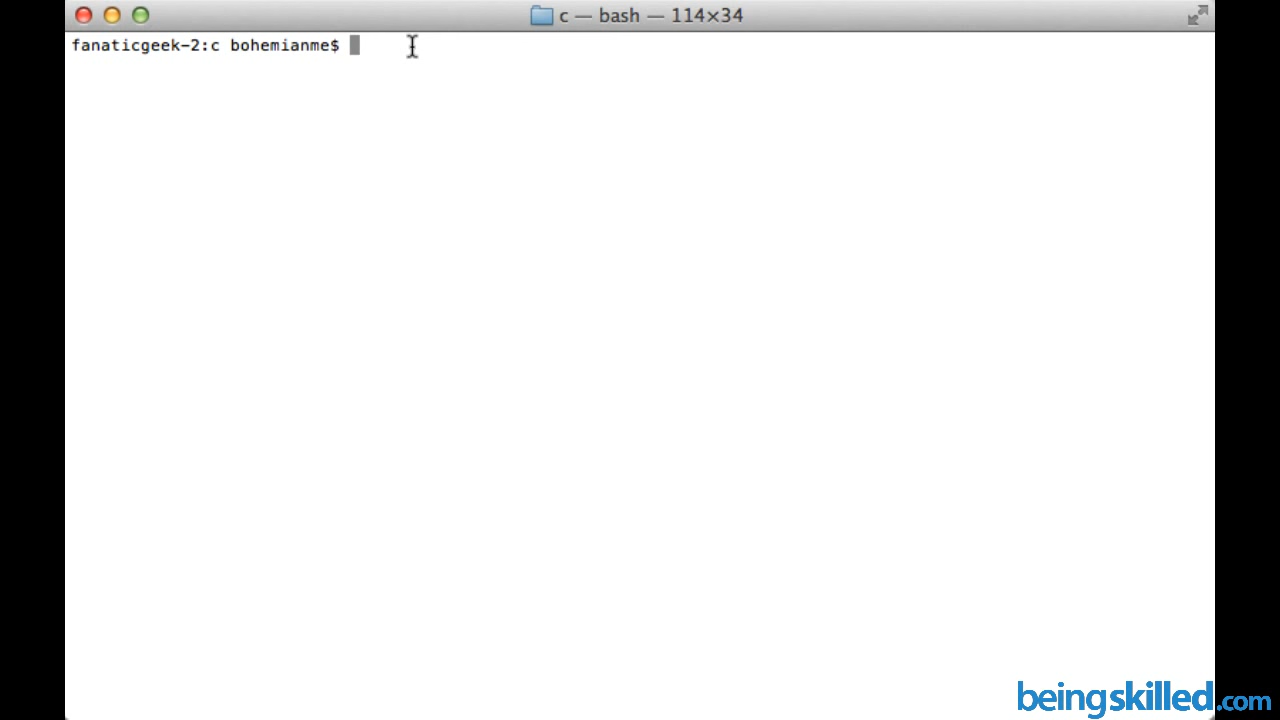 c — bash — 114×34
fanaticgeek-2:c bohemianme$
beingskilled.com